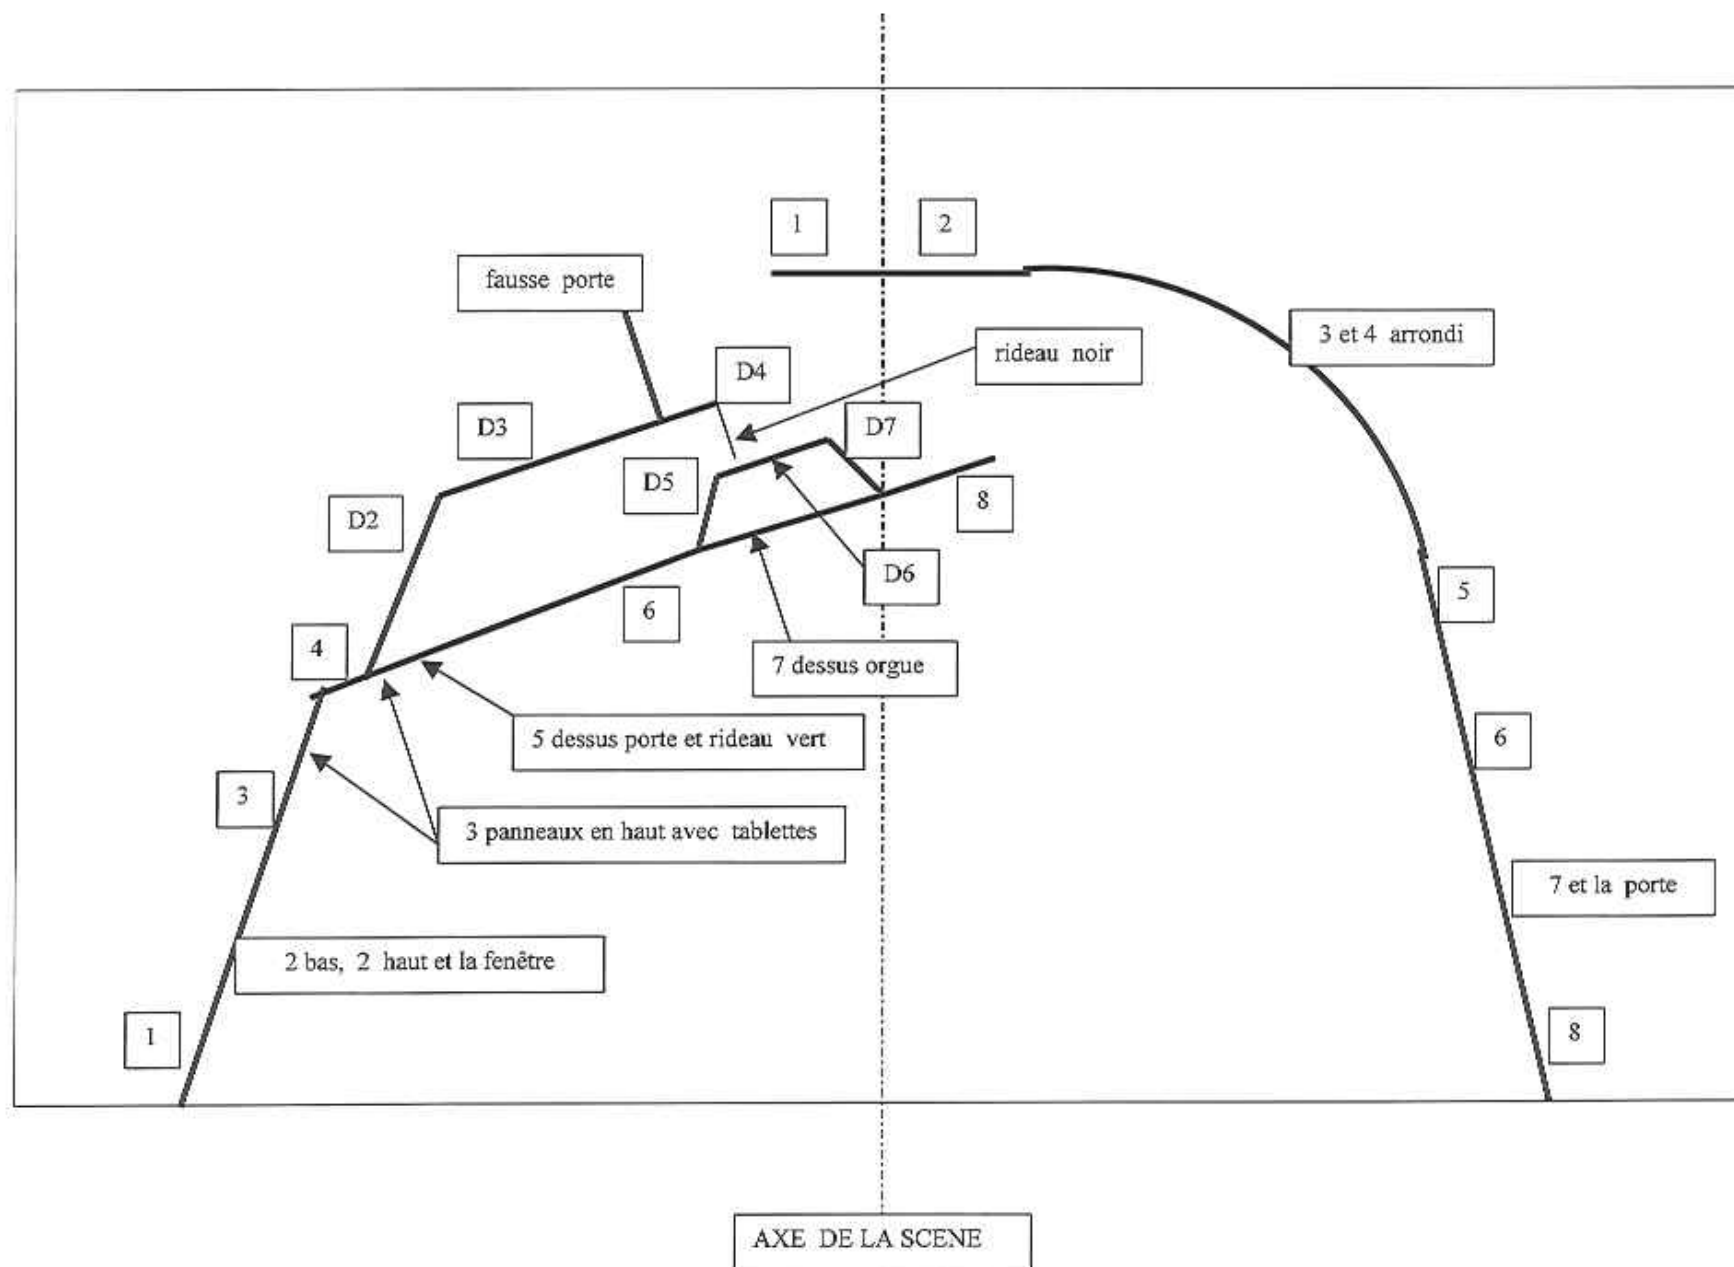 1
2
fausse porte
3 et 4 arrondi
rideau noir
D4
D3
D7
D5
8
D2
D6
5
6
4
7 dessus orgue
5 dessus porte et rideau vert
6
3
3 panneaux en haut avec tablettes
7 et la porte
2 bas, 2 haut et la fenêtre
1
8
AXE DE LA SCENE